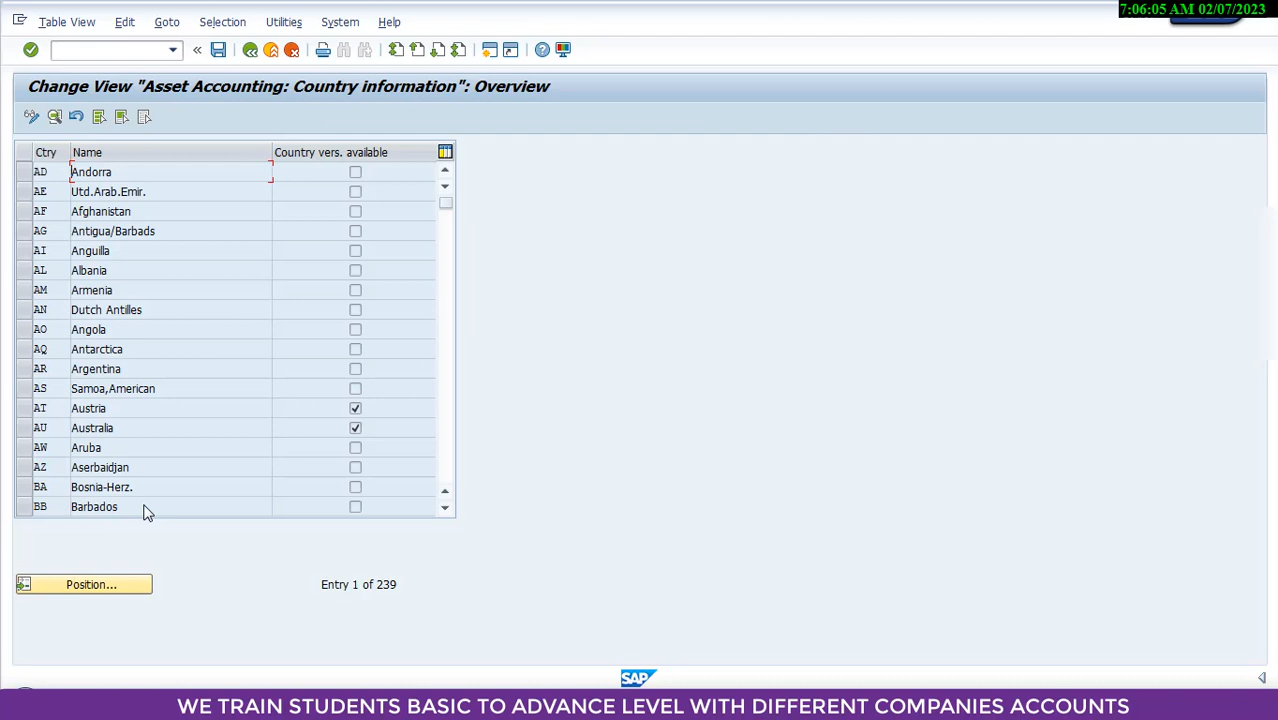 7:06:05 AM 02/07/2023
Table View Edit Goto Selection Utilities System Help
Change View "Asset Accounting: Country information": Overview
Ctry Name Country vers. available
AD Andorra
AE Utd.Arab.Emir.
AF Afghanistan
AG Antigua/Barbads
AI Anguilla
AL Albania
AM Armenia
AN Dutch Antilles
AO Angola
AQ Antarctica
AR Argentina
AS Samoa,American
AT Austria
AU Australia
AW Aruba
AZ Aserbaidjan
BA Bosnia-Herz.
BB Barbados
Position... Entry 1 of 239
SAP
WE TRAIN STUDENTS BASIC TO ADVANCE LEVEL WITH DIFFERENT COMPANIES ACCOUNTS